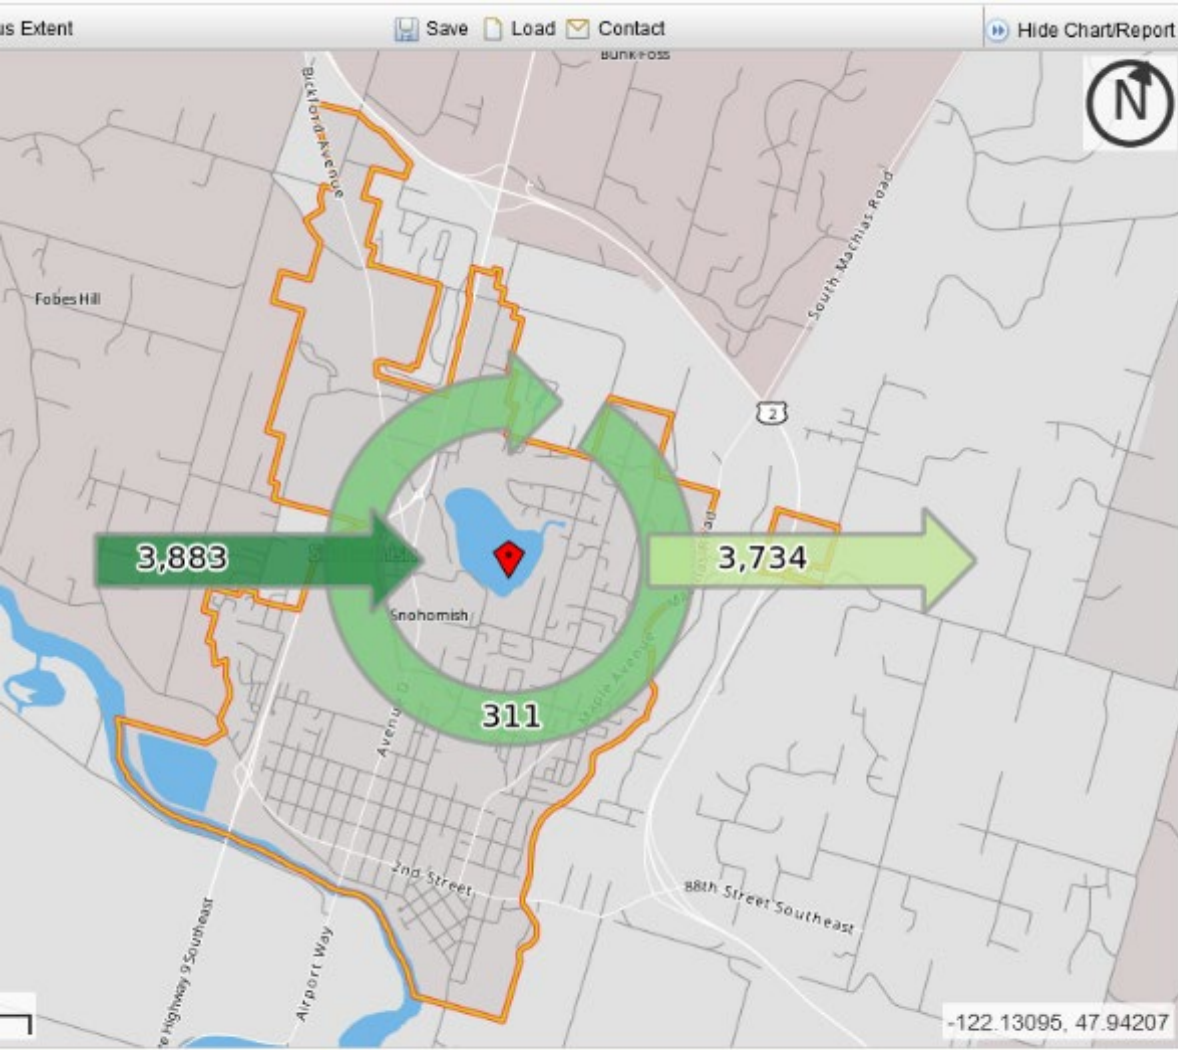 us Extent
Save
Load
Contact
Hide Chart/Report
Bunk Foss
N
Bickford Avenue
South Machias Road
Fobes Hill
2
3,883
3,734
Snohomish
Maple Avenue
311
Avenue D
2nd Street
88th Street Southeast
e Highway 9 Southeast
Airport Way
-122.13095, 47.94207